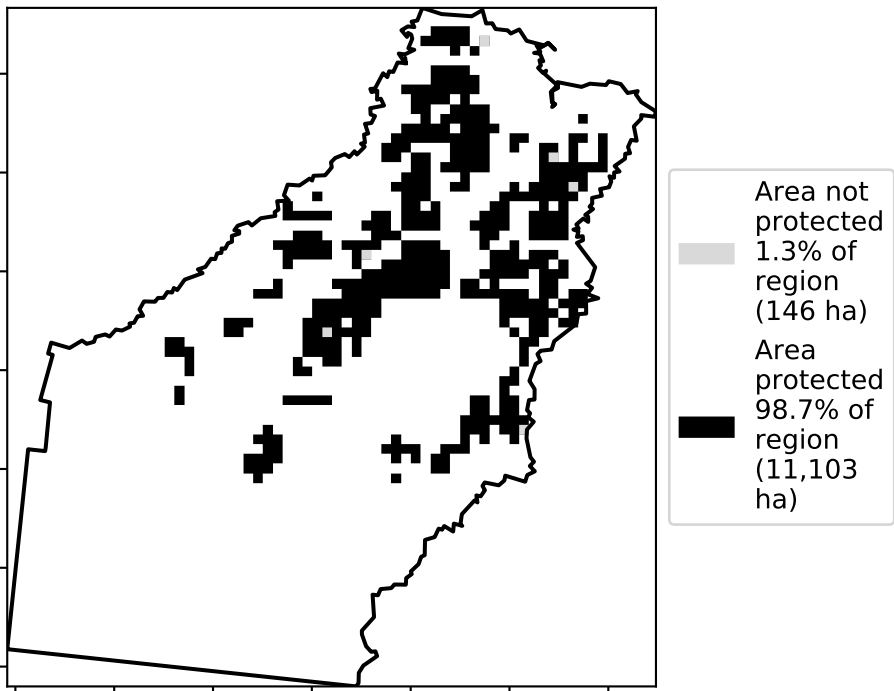 Area not
protected
1.3% of
region
(146 ha)
Area
protected
98.7% of
region
(11,103
ha)